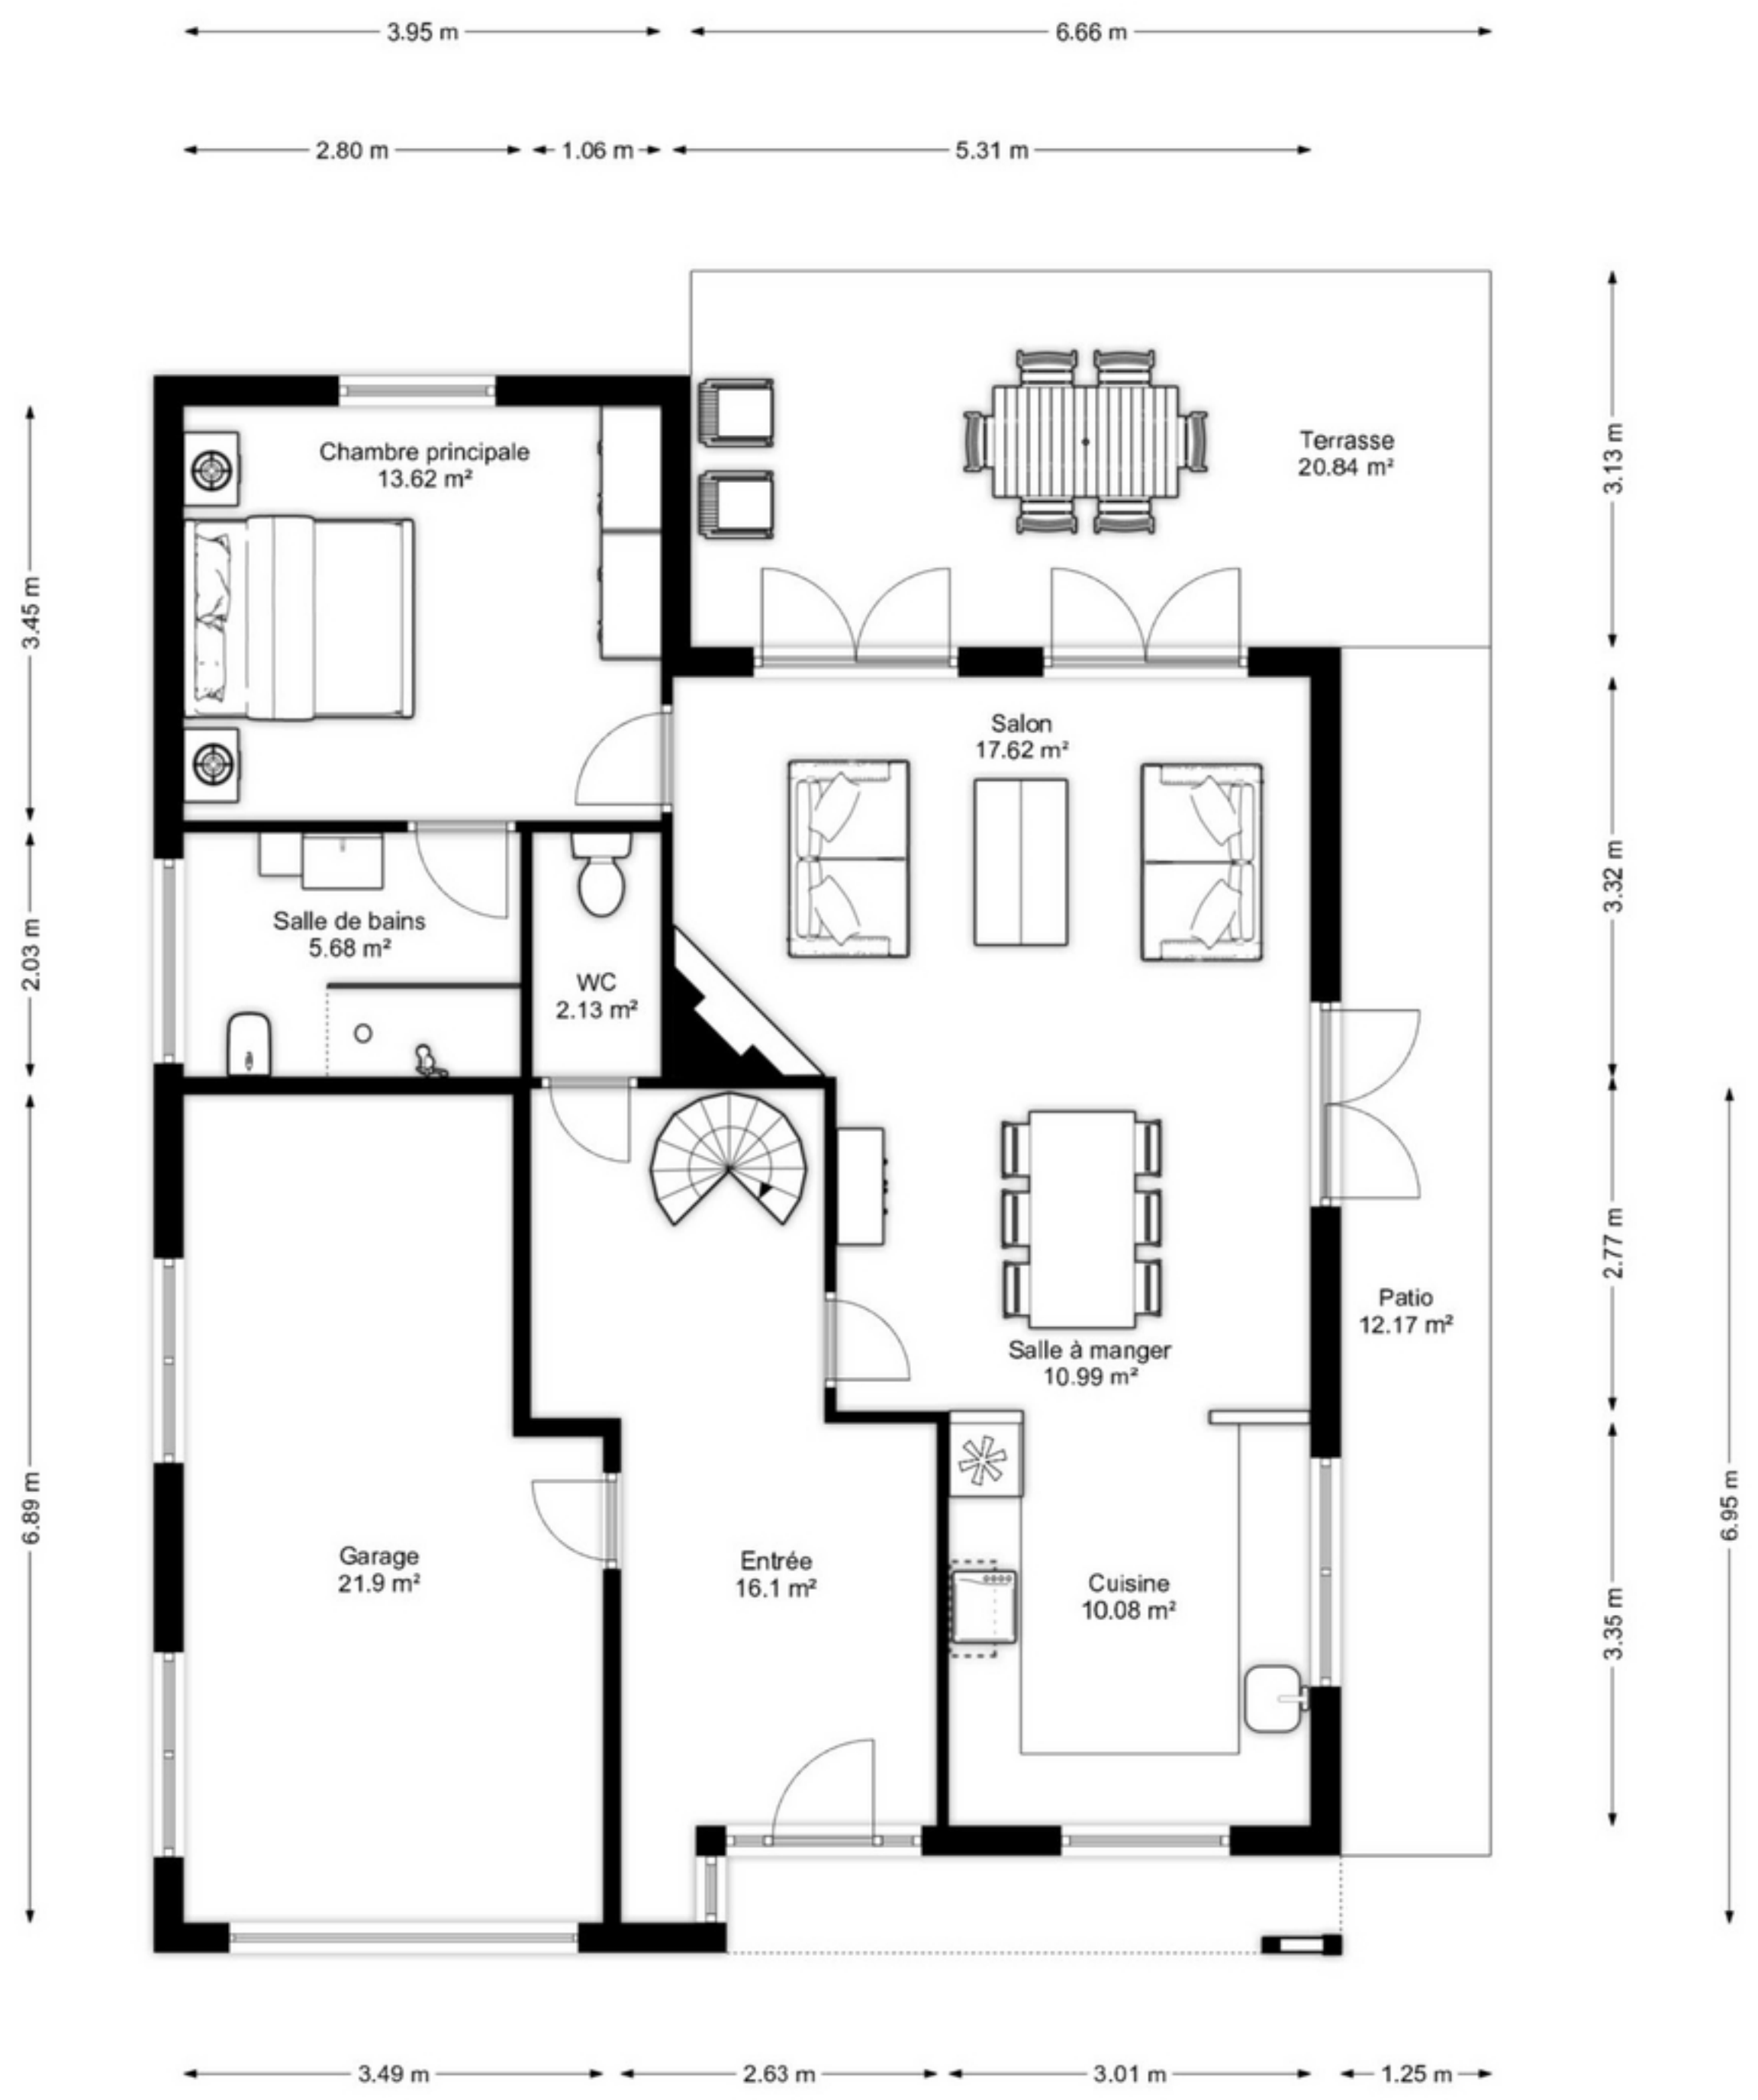 3.95 m
6.66 m
2.80 m
1.06 m
5.31 m
Chambre principale
13.62 m²
Terrasse
20.84 m²
3.13 m
3.45 m
Salon
17.62 m²
3.32 m
Salle de bains
5.68 m²
2.03 m
WC
2.13 m²
2.77 m
Patio
12.17 m²
Salle à manger
10.99 m²
6.89 m
6.95 m
Garage
21.9 m²
Entrée
16.1 m²
Cuisine
10.08 m²
3.35 m
3.49 m
2.63 m
3.01 m
1.25 m